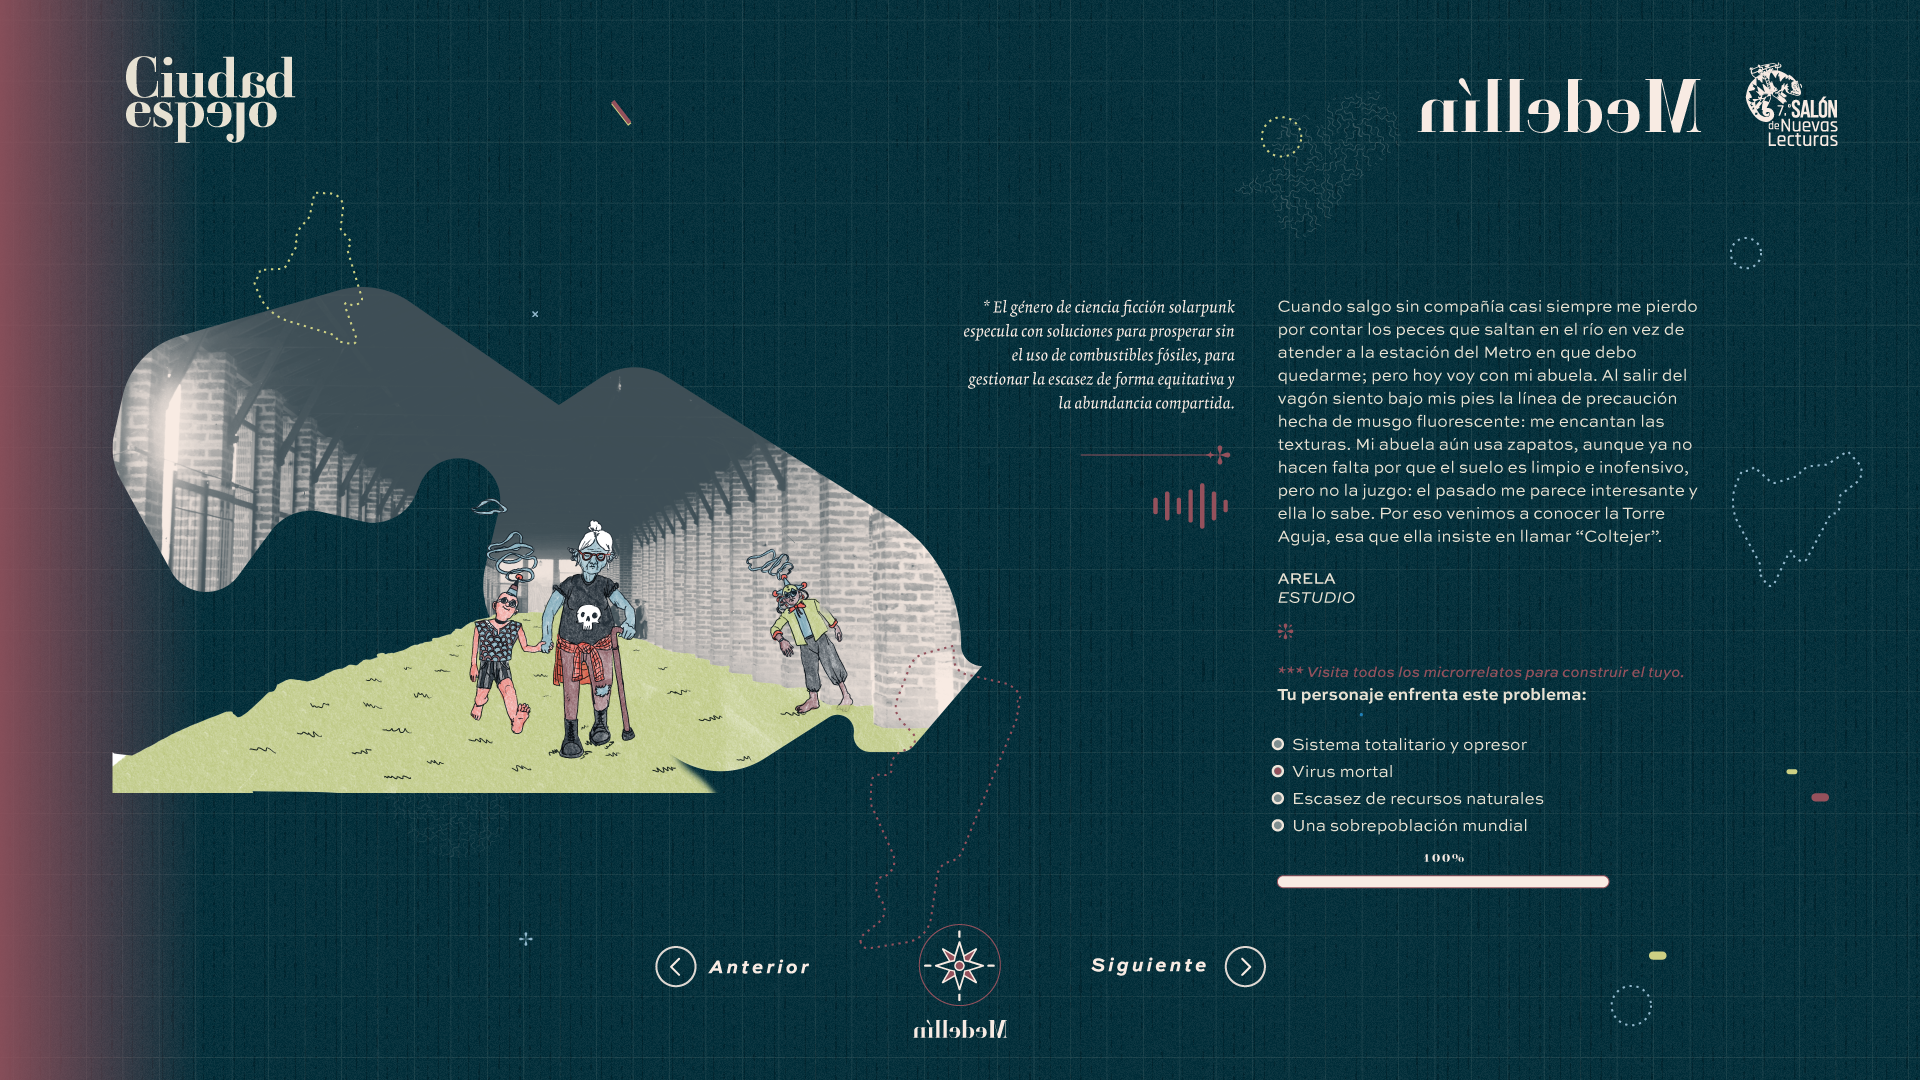 Ciudad
espejo
Medellín
7.º SALÓN
de Nuevas
Lecturas
* El género de ciencia ficción solarpunk
especula con soluciones para prosperar sin
el uso de combustibles fósiles, para
gestionar la escasez de forma equitativa y
la abundancia compartida.
Cuando salgo sin compañía casi siempre me pierdo
por contar los peces que saltan en el río en vez de
atender a la estación del Metro en que debo
quedarme; pero hoy voy con mi abuela. Al salir del
vagón siento bajo mis pies la línea de precaución
hecha de musgo fluorescente: me encantan las
texturas. Mi abuela aún usa zapatos, aunque ya no
hacen falta por que el suelo es limpio e inofensivo,
pero no la juzgo: el pasado me parece interesante y
ella lo sabe. Por eso venimos a conocer la Torre
Aguja, esa que ella insiste en llamar “Coltejer”.
ARELA
ESTUDIO
*** Visita todos los microrrelatos para construir el tuyo.
Tu personaje enfrenta este problema:
Sistema totalitario y opresor
Virus mortal
Escasez de recursos naturales
Una sobrepoblación mundial
100%
Anterior
Siguiente
Medellín